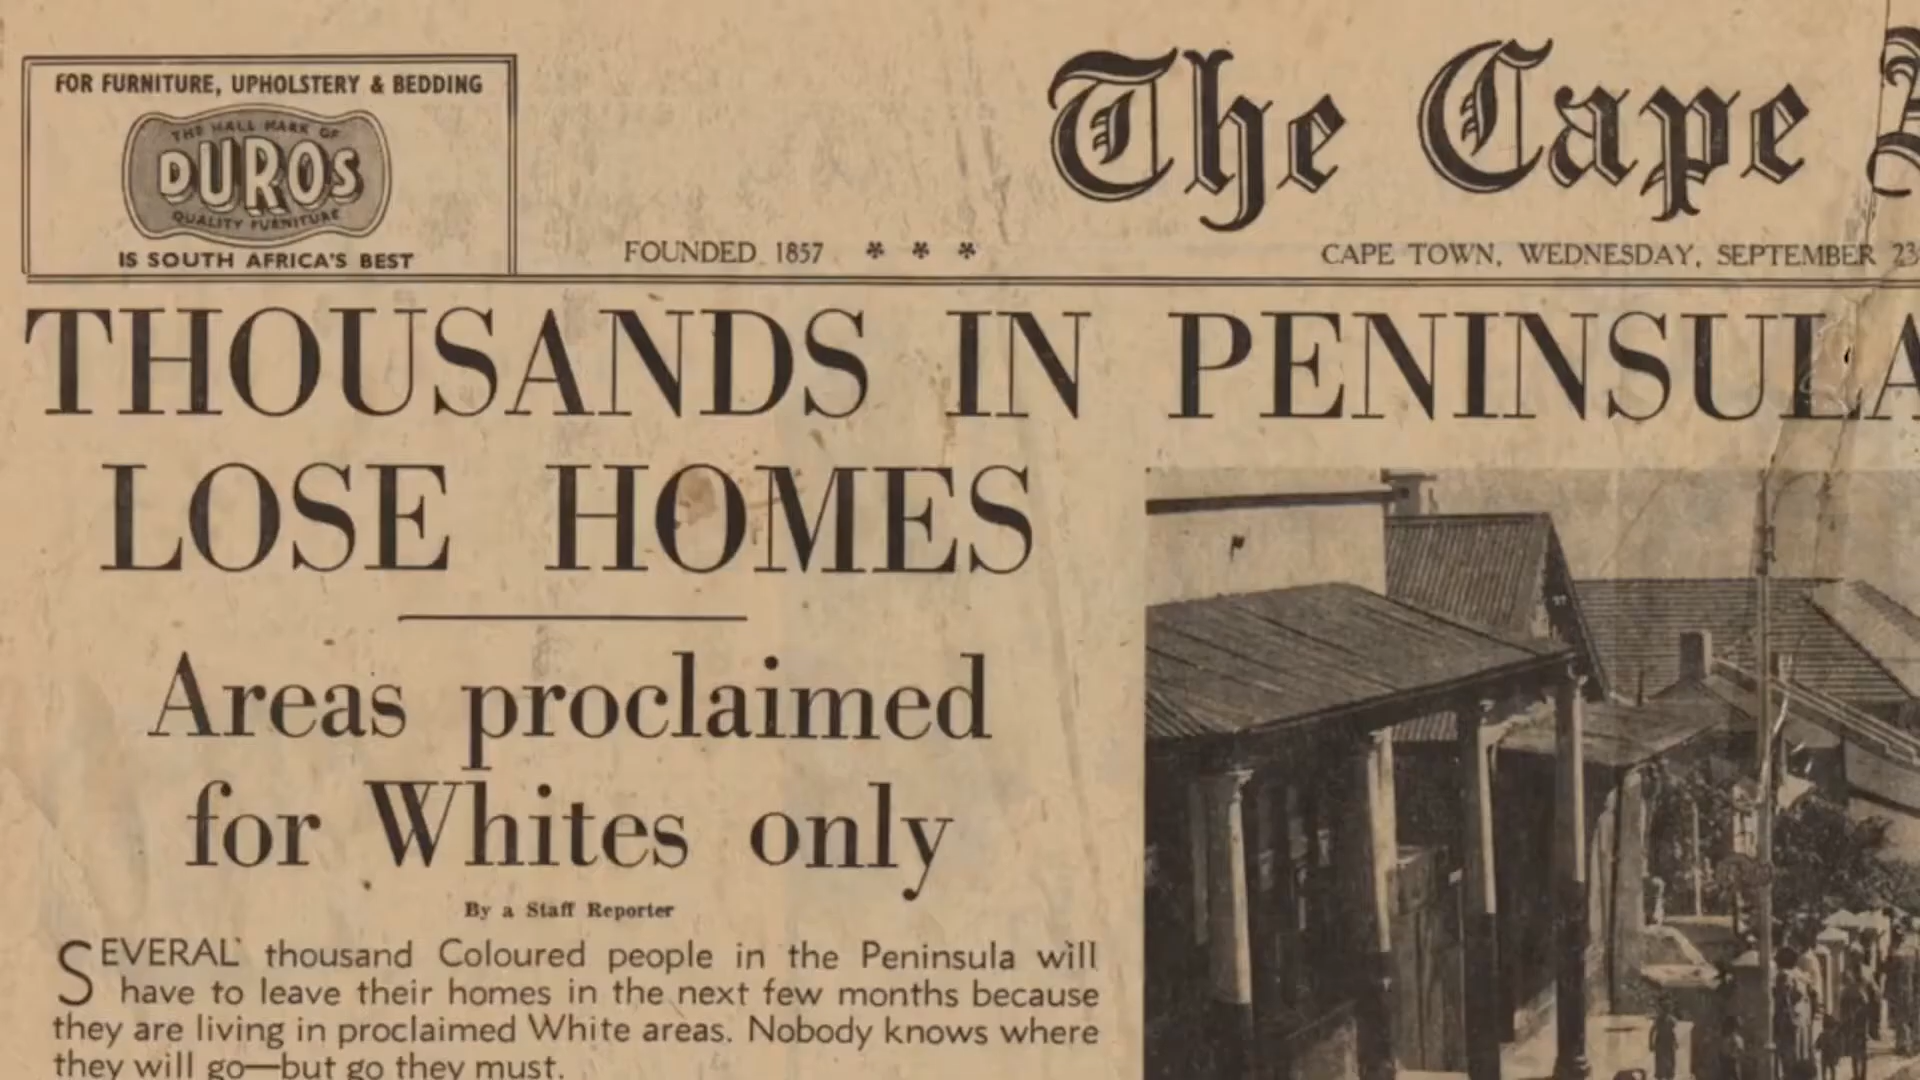 FOR FURNITURE, UPHOLSTERY & BEDDING
THE HALL MARK OF
DUROS
QUALITY FURNITURE
IS SOUTH AFRICA'S BEST
The Cape
FOUNDED 1857 * * *
CAPE TOWN, WEDNESDAY, SEPTEMBER 23
THOUSANDS IN PENINSULA
LOSE HOMES
Areas proclaimed
for Whites only
By a Staff Reporter
SEVERAL thousand Coloured people in the Peninsula will
have to leave their homes in the next few months because
they are living in proclaimed White areas. Nobody knows where
they will go—but go they must.